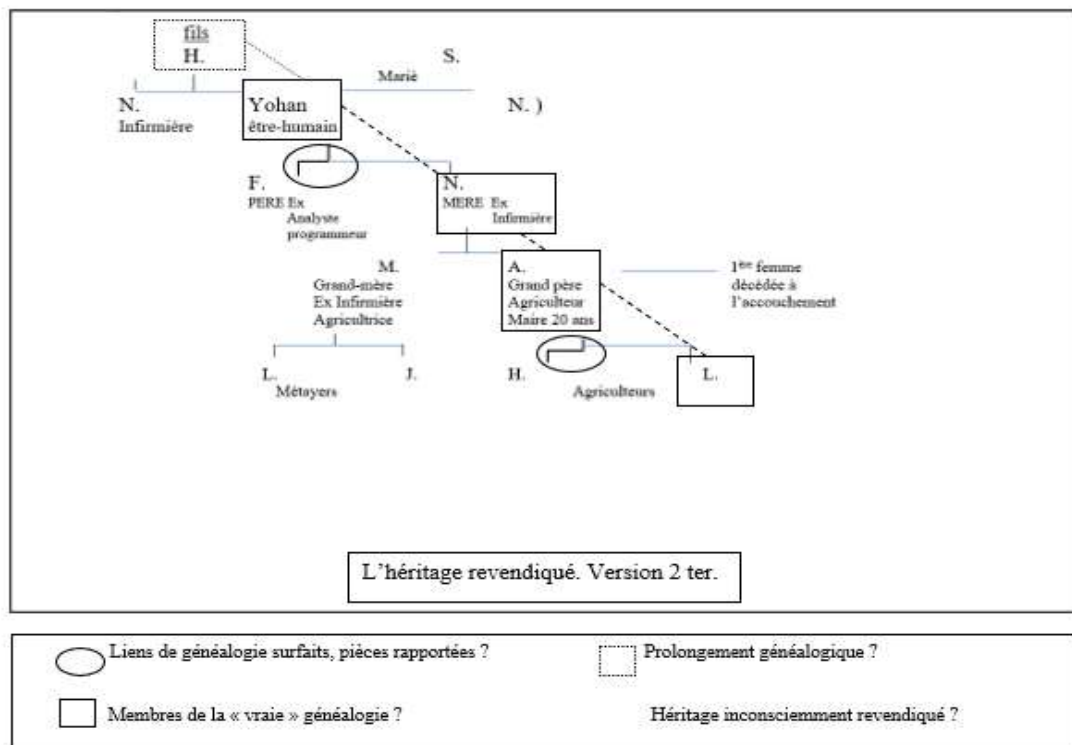 fils
H.
S.
Mariè
N.
Infirmière
Yohan
être-humain
N. )
F.
PERE Ex
Analyste
programmeur
N.
MERE Ex
Infirmière
M.
Grand-mère
Ex Infirmière
Agricultrice
A.
Grand père
Agriculteur
Maire 20 ans
1ère femme
décédée à
l'accouchement
L.
Métayers
J.
H.
Agriculteurs
L.
L'héritage revendiqué. Version 2 ter.
Liens de généalogie surfaits, pièces rapportées ?
Prolongement généalogique ?
Membres de la « vraie » généalogie ?
Héritage inconsciemment revendiqué ?